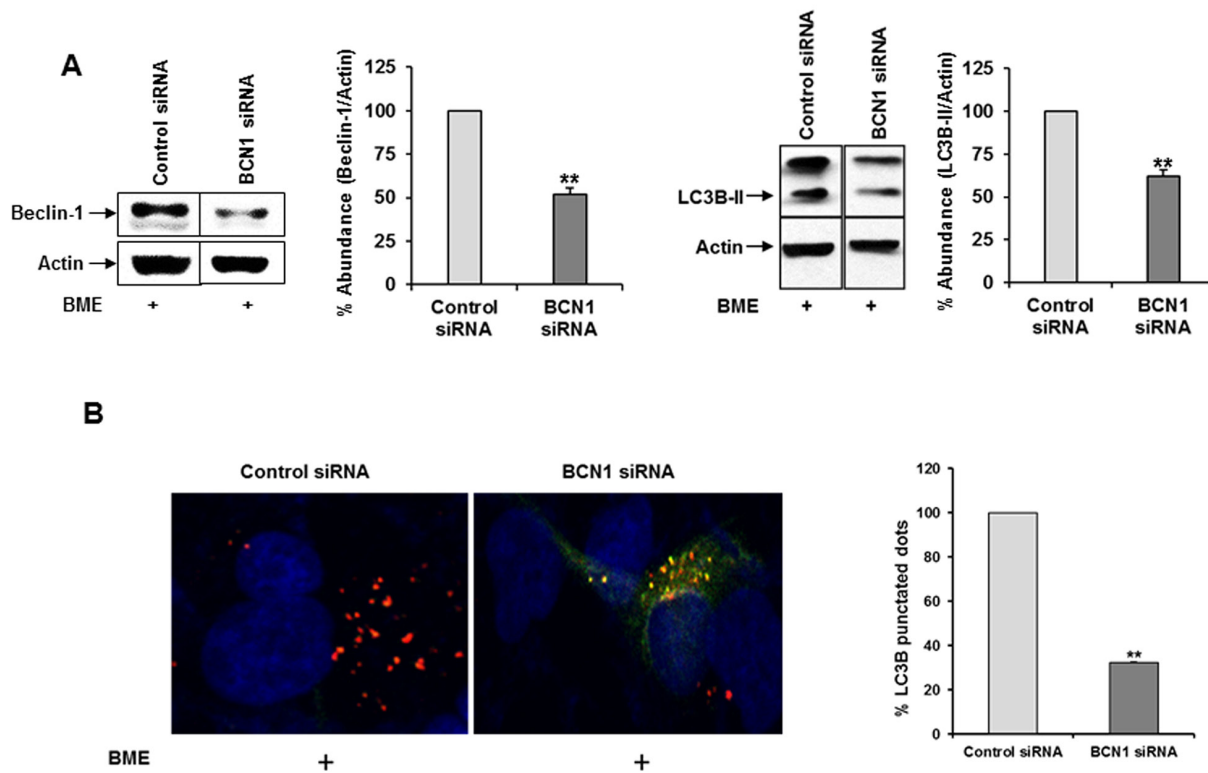 A
Control siRNA
BCN1 siRNA
Beclin-1
Actin
BME + +
% Abundance (Beclin-1/Actin)
125
100
75
50
25
0
**
Control siRNA
BCN1 siRNA
Control siRNA
BCN1 siRNA
LC3B-II
Actin
BME + +
% Abundance (LC3B-II/Actin)
125
100
75
50
25
0
**
Control siRNA
BCN1 siRNA
B
Control siRNA
BCN1 siRNA
BME + +
% LC3B punctated dots
120
100
80
60
40
20
0
**
Control siRNA
BCN1 siRNA